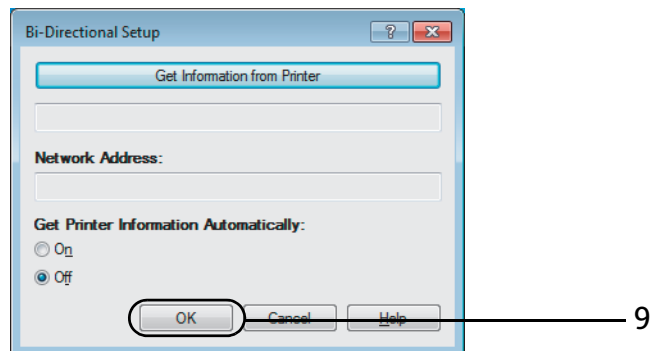 Bi-Directional Setup ?
Get Information from Printer
Network Address:
Get Printer Information Automatically:
On
Off
OK Cancel Help 9